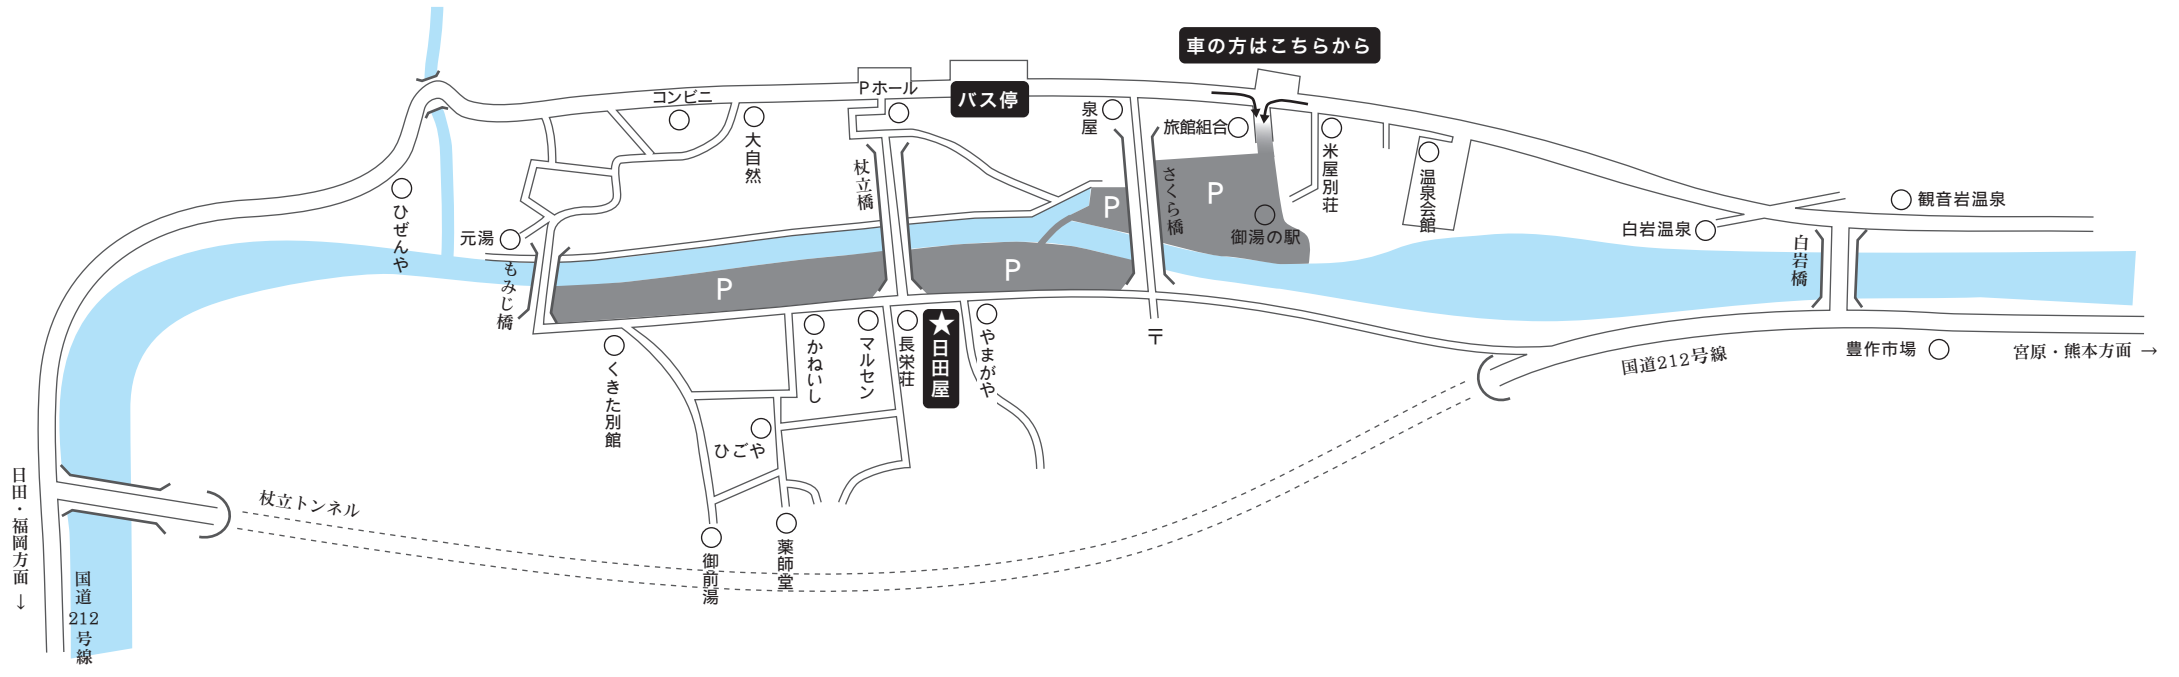 車の方はこちらから
コンビニ
Pホール
バス停
大自然
泉屋
旅館組合
米屋別荘
温泉会館
ひぜんや
杖立橋
さくら橋
P
P
観音岩温泉
白岩温泉
白岩橋
元湯
御湯の駅
もみじ橋
P
P
〒
くきた別館
かねいし
マルセン
長栄荘
★日田屋
やまがや
国道212号線
豊作市場
宮原・熊本方面→
ひごや
日田・福岡方面→
杖立トンネル
国道
212
号線
御前湯
薬師堂